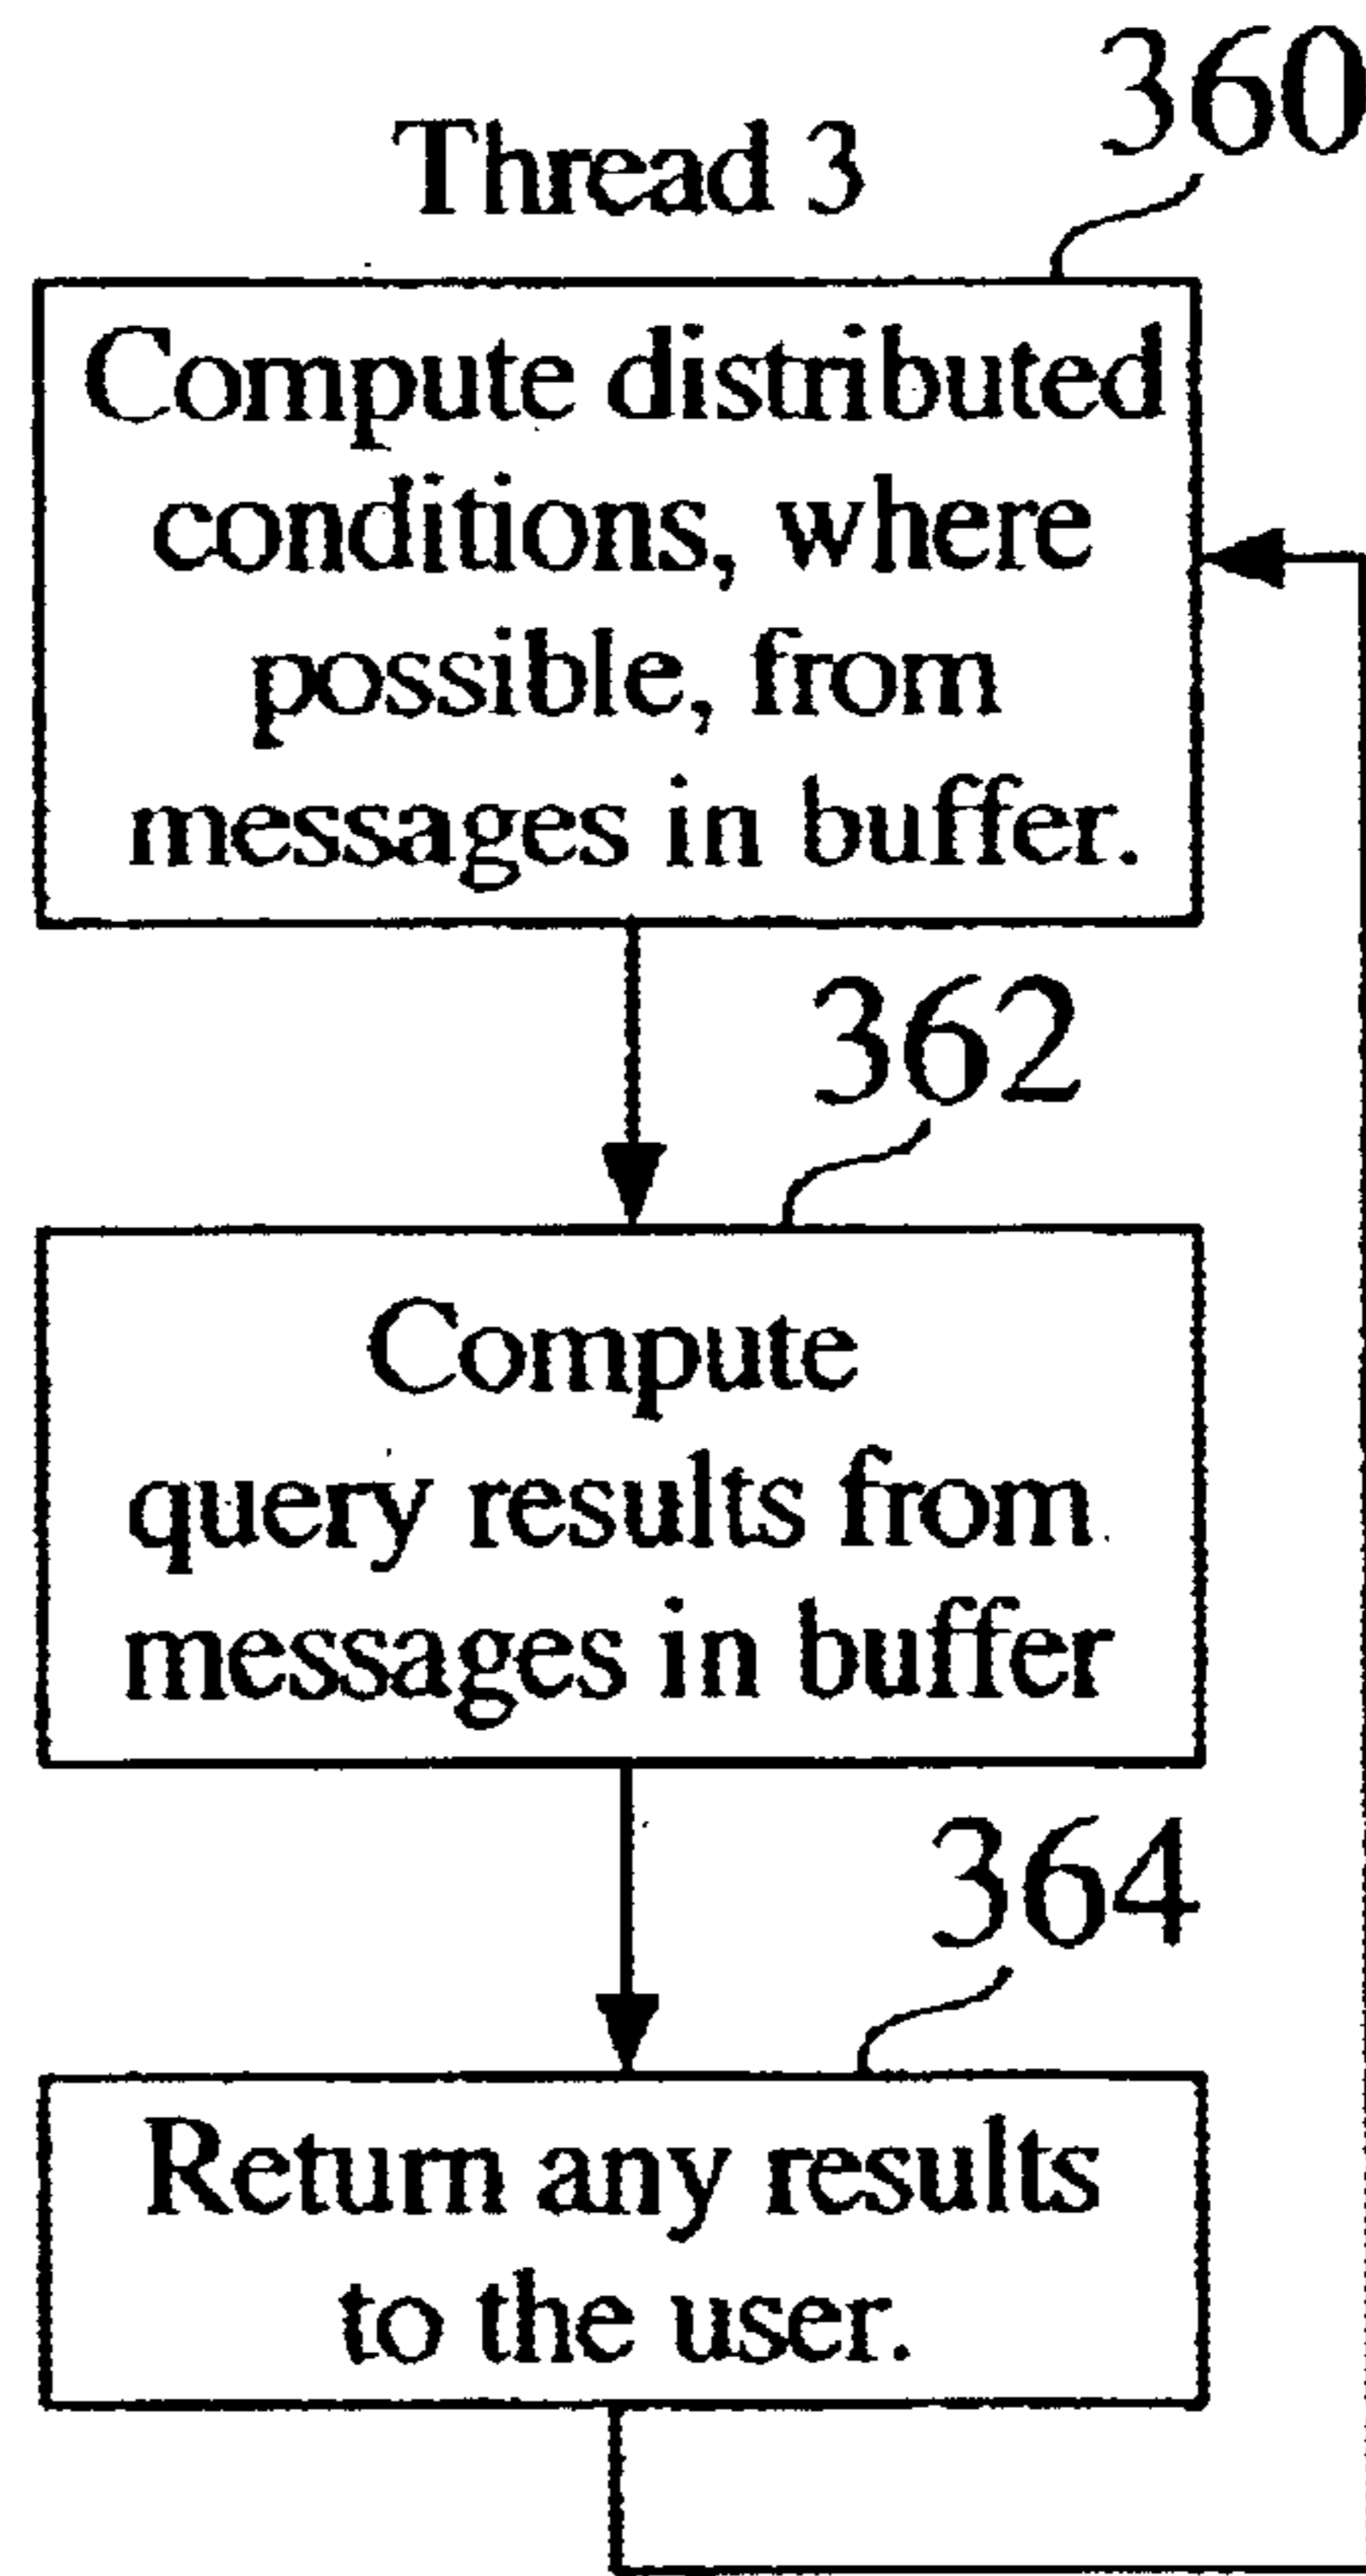 360
Thread 3
Compute distributed
conditions, where
possible, from
messages in buffer.
362
Compute
query results from
messages in buffer
364
Return any results
to the user.